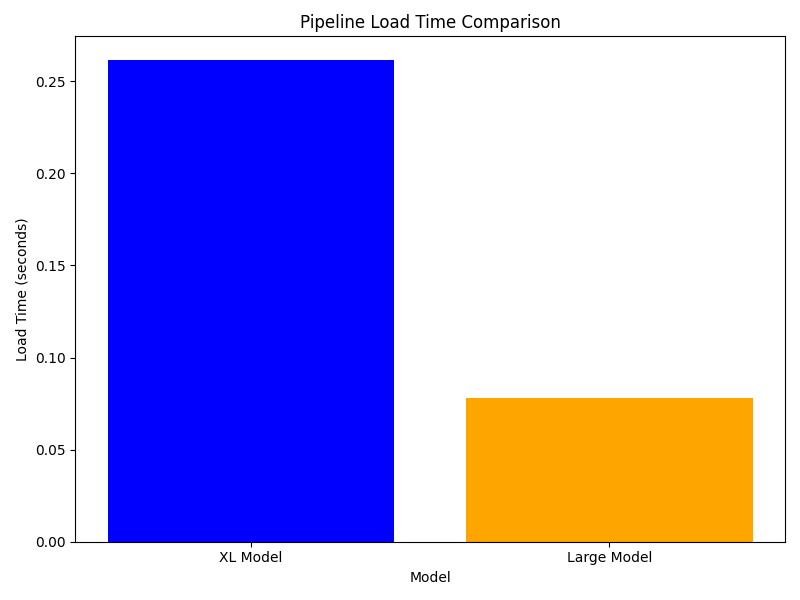 Pipeline Load Time Comparison
Load Time (seconds)
0.25
0.20
0.15
0.10
0.05
0.00
XL Model
Large Model
Model